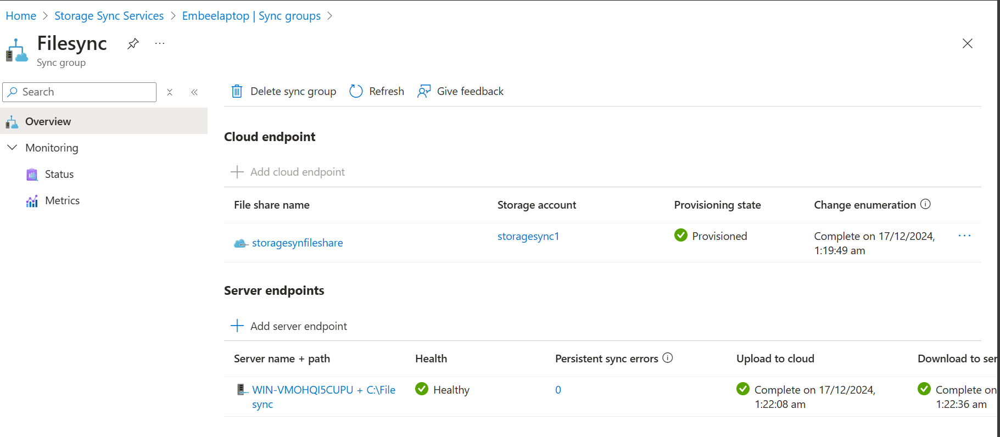 Home > Storage Sync Services > Embeelaptop | Sync groups >
Filesync ...
Sync group
Search
Overview
Monitoring
Status
Metrics
Delete sync group Refresh Give feedback
Cloud endpoint
+ Add cloud endpoint
File share name Storage account Provisioning state Change enumeration
storagesynfileshare storagesync1 Provisioned Complete on 17/12/2024,
1:19:49 am
Server endpoints
+ Add server endpoint
Server name + path Health Persistent sync errors Upload to cloud Download to ser
WIN-VMOHQI5CUPU + C:\File Healthy 0 Complete on 17/12/2024, Complete on
sync 1:22:08 am 1:22:36 am